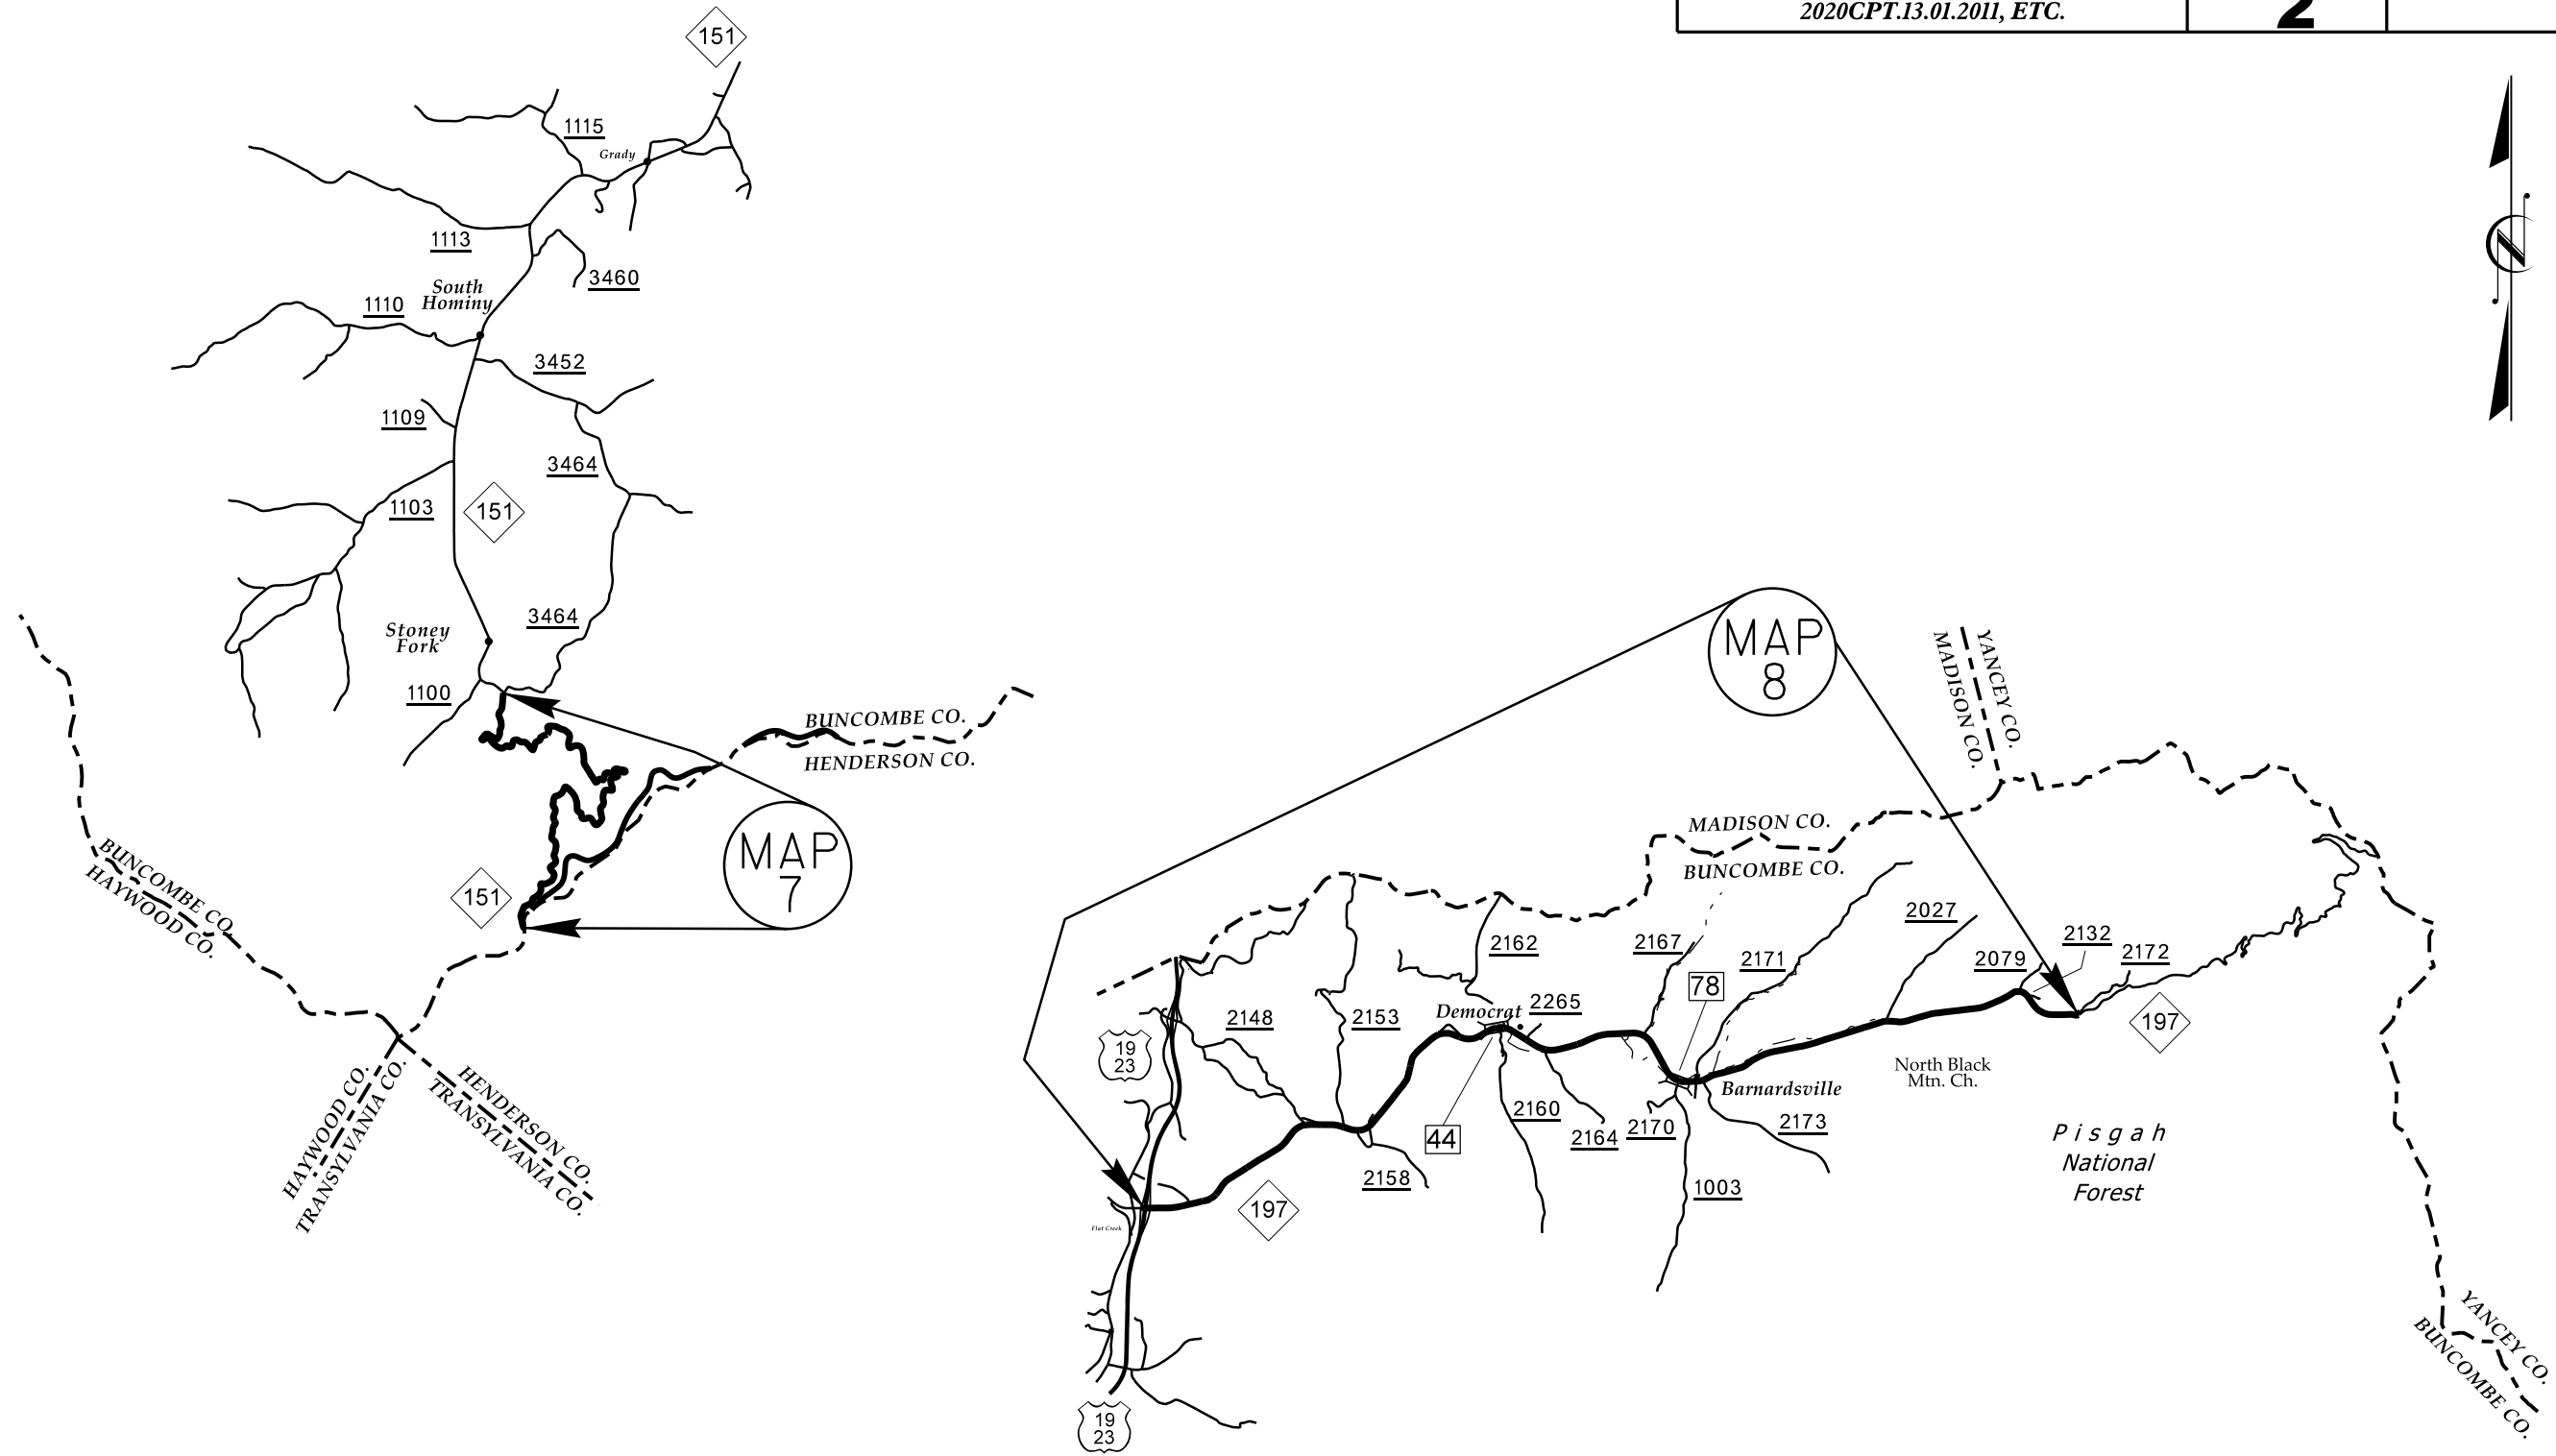 2020CPT.13.01.2011, ETC.
2
151
1115
Grady
N
1113
3460
South
Hominy
1110
3452
1109
3464
1103
151
3464
Stoney
Fork
1100
BUNCOMBE CO.
HENDERSON CO.
MAP
7
151
BUNCOMBE CO.
HAYWOOD CO.
HAYWOOD CO.
TRANSYLVANIA CO.
HENDERSON CO.
TRANSYLVANIA CO.
MAP
8
YANCEY CO.
MADISON CO.
MADISON CO.
BUNCOMBE CO.
2162
2167
2171
2027
2079
2132
2172
78
Democrat
2265
2148
2153
19
23
197
North Black
Mtn. Ch.
Barnardsville
2160
2164
2170
2173
44
2158
1003
197
Flat Creek
Pisgah
National
Forest
YANCEY CO.
BUNCOMBE CO.
19
23